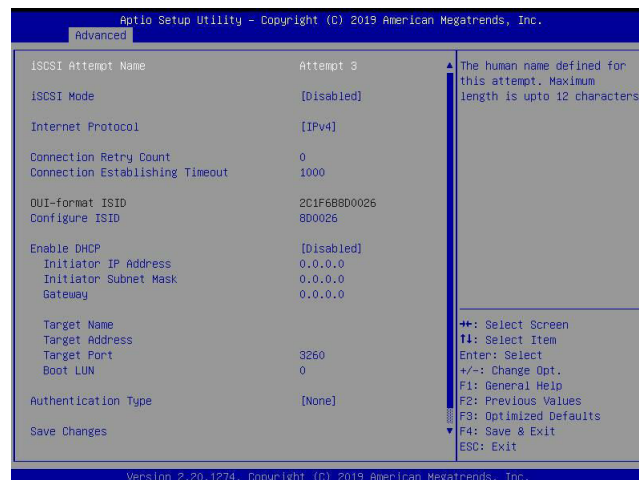 Aptio Setup Utility – Copyright (C) 2019 American Megatrends, Inc.
Advanced
iSCSI Attempt Name Attempt 3
iSCSI Mode [Disabled]
Internet Protocol [IPv4]
Connection Retry Count 0
Connection Establishing Timeout 1000
OUI-format ISID 2C1F6B8D0026
Configure ISID 8D0026
Enable DHCP [Disabled]
Initiator IP Address 0.0.0.0
Initiator Subnet Mask 0.0.0.0
Gateway 0.0.0.0
Target Name
Target Address
Target Port 3260
Boot LUN 0
Authentication Type [None]
Save Changes
The human name defined for
this attempt. Maximum
length is upto 12 characters
→←: Select Screen
↑↓: Select Item
Enter: Select
+/-: Change Opt.
F1: General Help
F2: Previous Values
F3: Optimized Defaults
F4: Save & Exit
ESC: Exit
Version 2.20.1274. Copyright (C) 2019 American Megatrends, Inc.